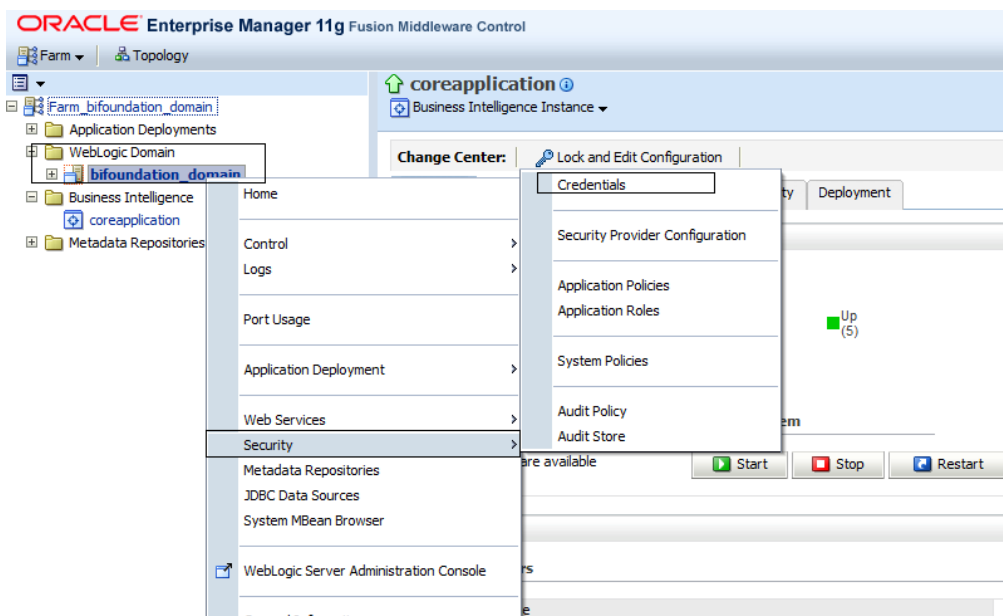 ORACLE Enterprise Manager 11g Fusion Middleware Control
Farm Topology
Farm_bifoundation_domain
Application Deployments
WebLogic Domain
bifoundation_domain
Business Intelligence
coreapplication
Metadata Repositories
coreapplication
Business Intelligence Instance
Change Center: Lock and Edit Configuration
ty Deployment
Up
(5)
em
are available
Start Stop Restart
rs
e
Home
Control
Logs
Port Usage
Application Deployment
Web Services
Security
Metadata Repositories
JDBC Data Sources
System MBean Browser
WebLogic Server Administration Console
Credentials
Security Provider Configuration
Application Policies
Application Roles
System Policies
Audit Policy
Audit Store